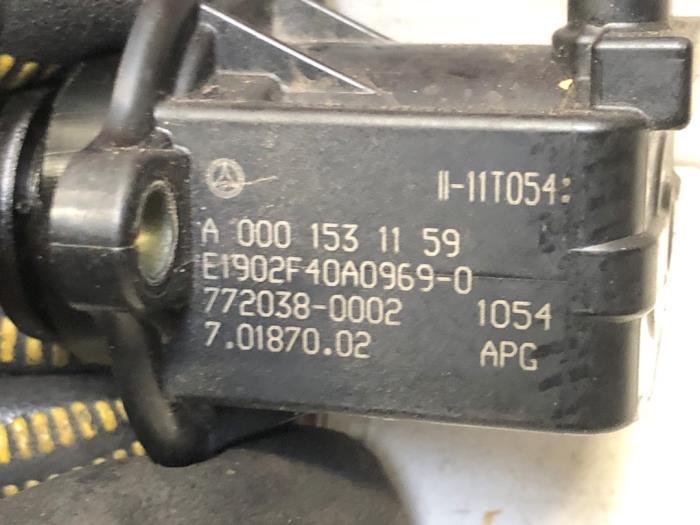 II-11T054:
A 000 153 11 59
E1902F40A0969-0
772038-0002 1054
7.01870.02 APG